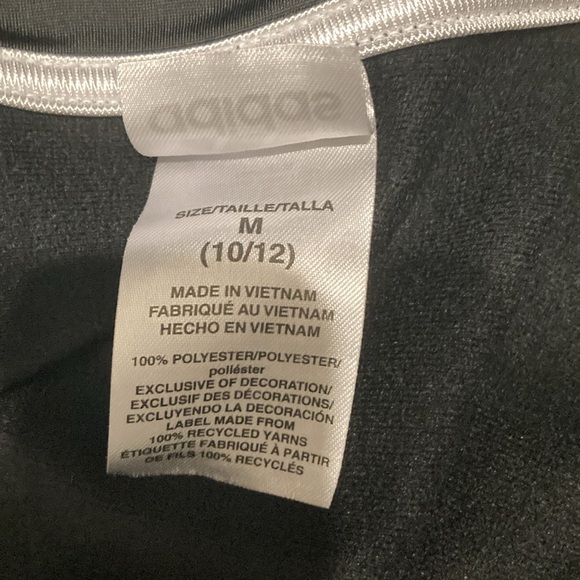 adidas
SIZE/TAILLE/TALLA
M
(10/12)
MADE IN VIETNAM
FABRIQUÉ AU VIETNAM
HECHO EN VIETNAM
100% POLYESTER/POLYESTER/
poliéster
EXCLUSIVE OF DECORATION/
EXCLUSIF DES DÉCORATIONS/
EXCLUYENDO LA DECORACIÓN
LABEL MADE FROM
100% RECYCLED YARNS
ÉTIQUETTE FABRIQUÉ À PARTIR
DE FILS 100% RECYCLÉS